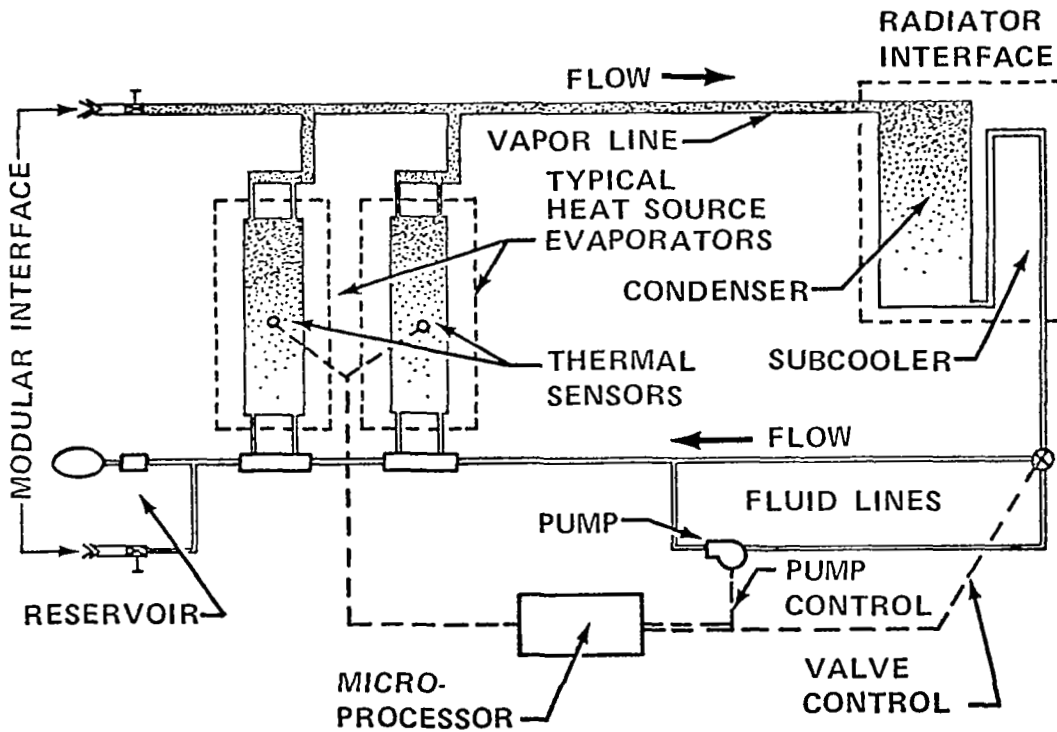 RADIATOR
INTERFACE
FLOW
VAPOR LINE
TYPICAL
HEAT SOURCE
EVAPORATORS
CONDENSER
MODULAR INTERFACE
THERMAL
SENSORS
SUBCOOLER
FLOW
FLUID LINES
PUMP
PUMP
CONTROL
RESERVOIR
MICRO-
PROCESSOR
VALVE
CONTROL